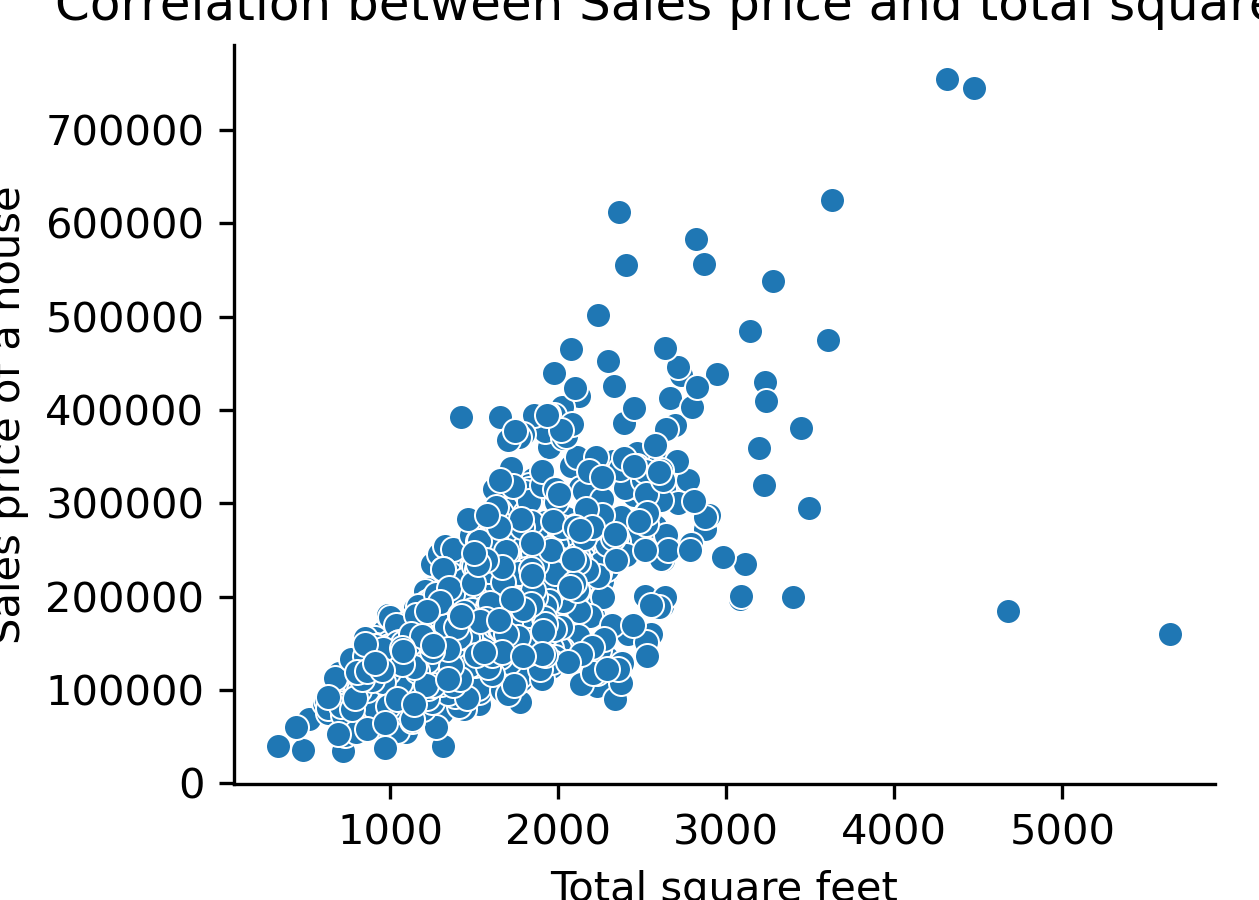 Correlation between Sales price and total square
Sales price of a house
700000
600000
500000
400000
300000
200000
100000
0
1000 2000 3000 4000 5000
Total square feet